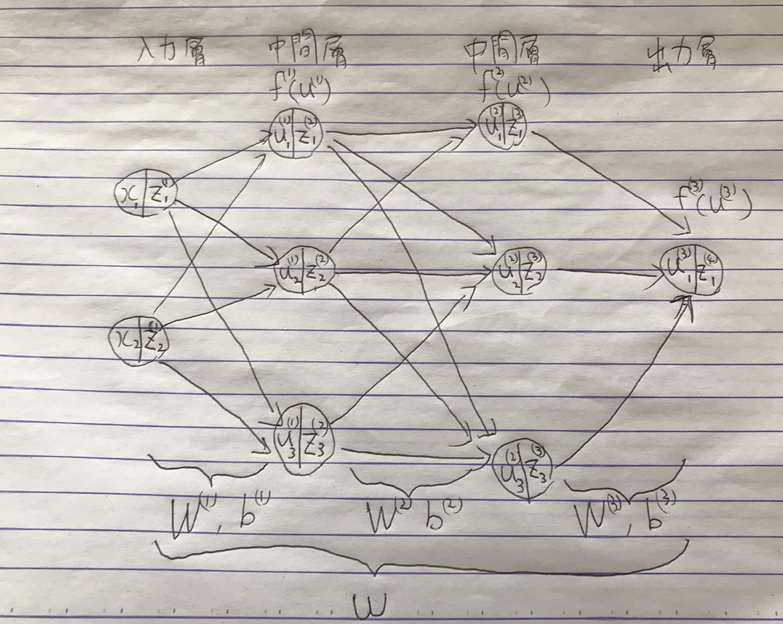 入力層 中間層 中間層 出力層
f⁽¹⁾(u⁽¹⁾) f⁽²⁾(u⁽²⁾)
u₁⁽¹⁾ z₁⁽²⁾ u₁⁽²⁾ z₁⁽³⁾
x₁ z₁⁽¹⁾ f⁽³⁾(u⁽³⁾)
u₂⁽¹⁾ z₂⁽²⁾ u₂⁽²⁾ z₂⁽³⁾ u₁⁽³⁾ z₁⁽⁴⁾
x₂ z₂⁽¹⁾
u₃⁽¹⁾ z₃⁽²⁾ u₃⁽²⁾ z₃⁽³⁾
W⁽¹⁾, b⁽¹⁾ W⁽²⁾ b⁽²⁾ W⁽³⁾, b⁽³⁾
W